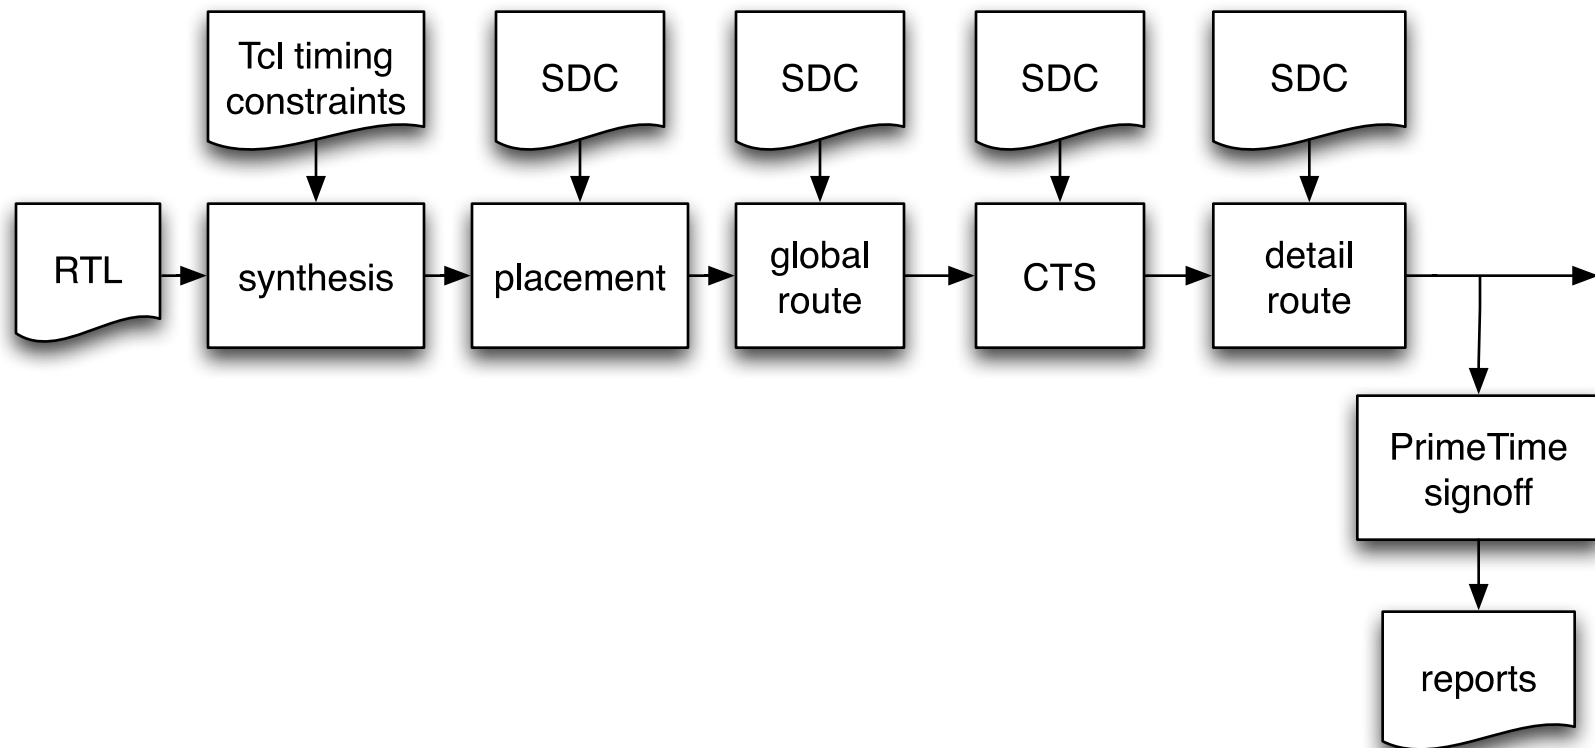 Tcl timing
constraints
SDC
SDC
SDC
SDC
RTL
synthesis
placement
global
route
CTS
detail
route
PrimeTime
signoff
reports